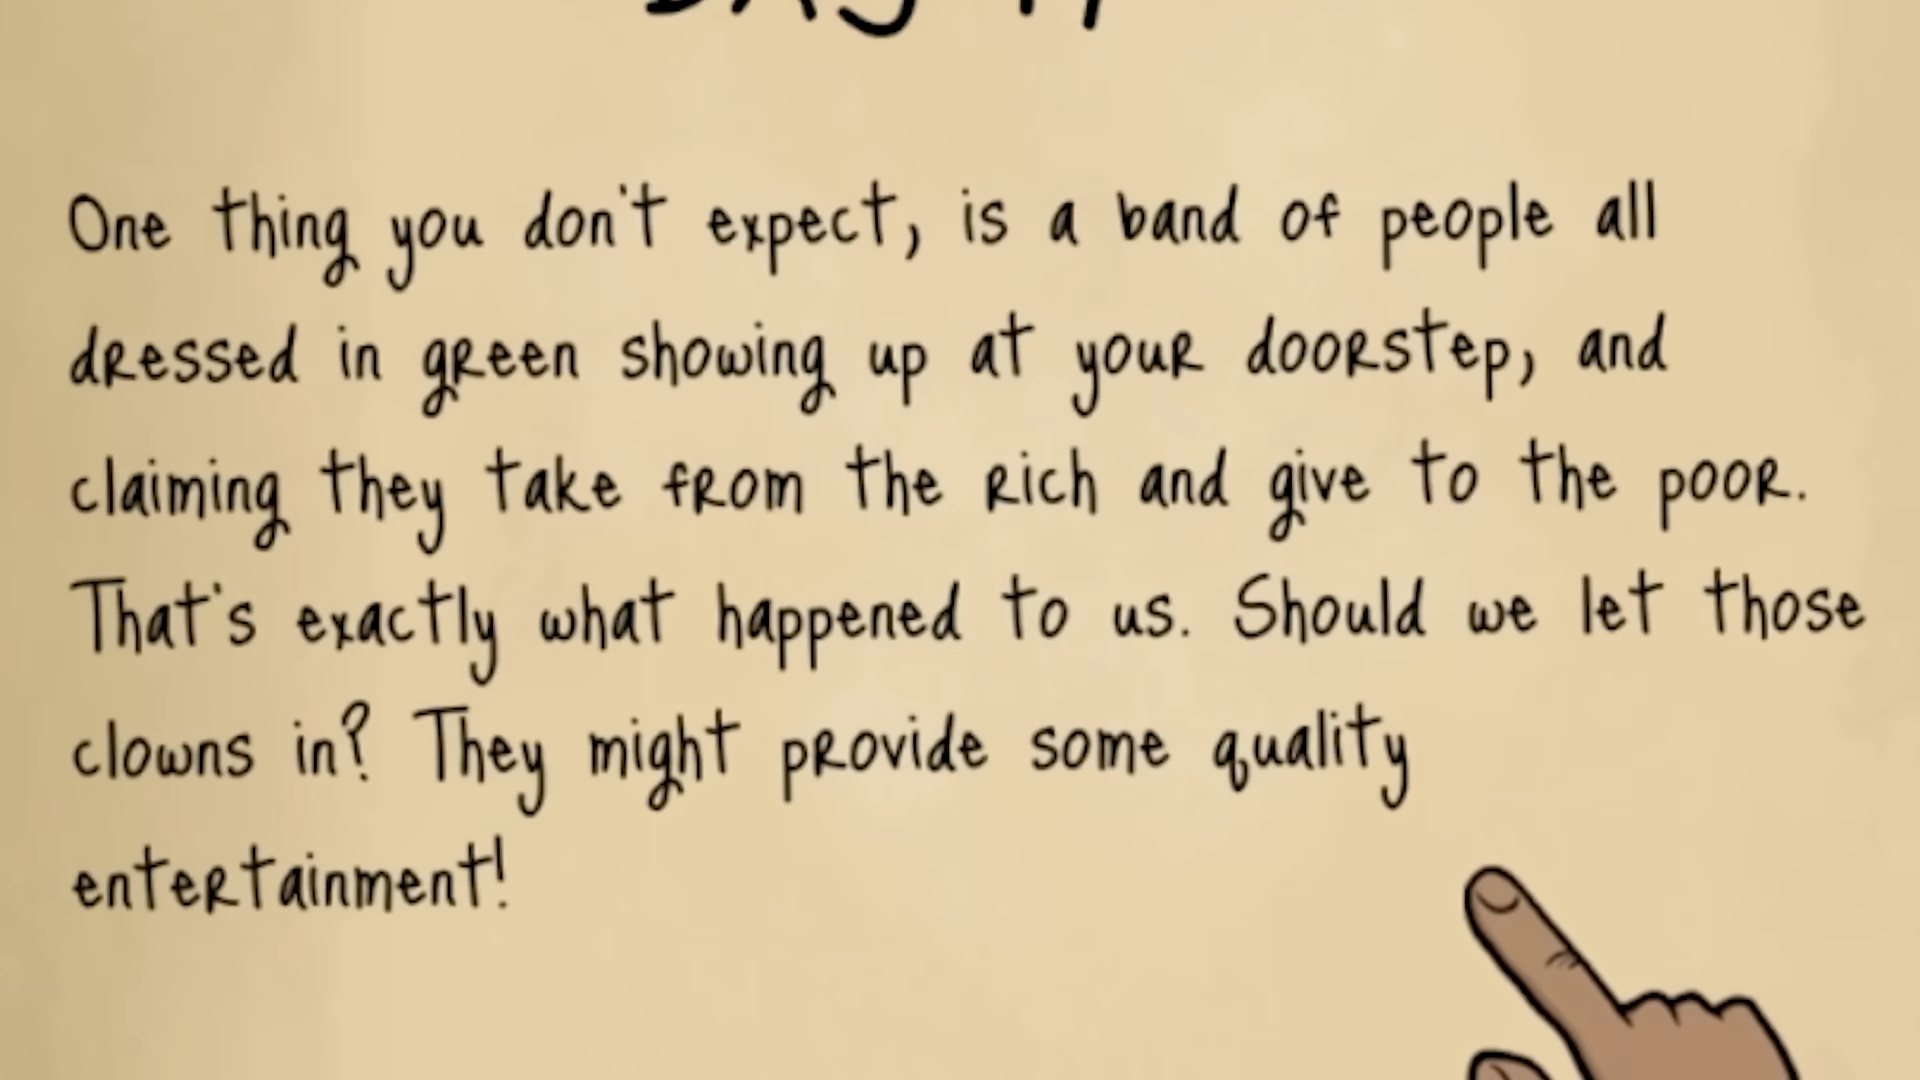 One thing you don't expect, is a band of people all
dressed in green showing up at your doorstep, and
claiming they take from the rich and give to the poor.
That's exactly what happened to us. Should we let those
clowns in? They might provide some quality
entertainment!